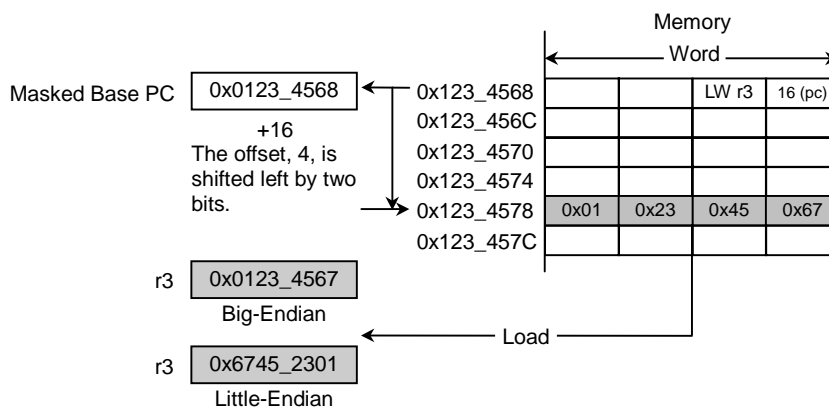 Memory
Word
Masked Base PC 0x0123_4568 0x123_4568 LW r3 16 (pc)
+16 0x123_456C
The offset, 4, is 0x123_4570
shifted left by two 0x123_4574
bits. 0x123_4578 0x01 0x23 0x45 0x67
0x123_457C
r3 0x0123_4567
Big-Endian
Load
r3 0x6745_2301
Little-Endian